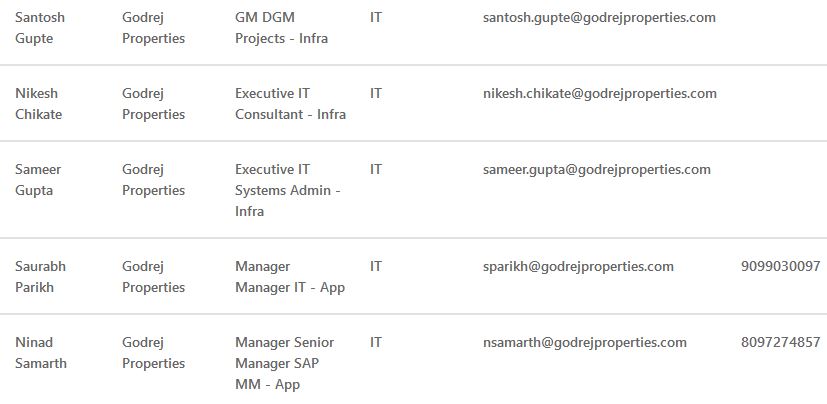 Santosh Godrej GM DGM IT santosh.gupte@godrejproperties.com
Gupte Properties Projects - Infra
Nikesh Godrej Executive IT IT nikesh.chikate@godrejproperties.com
Chikate Properties Consultant - Infra
Sameer Godrej Executive IT IT sameer.gupta@godrejproperties.com
Gupta Properties Systems Admin -
Infra
Saurabh Godrej Manager IT sparikh@godrejproperties.com 9099030097
Parikh Properties Manager IT - App
Ninad Godrej Manager Senior IT nsamarth@godrejproperties.com 8097274857
Samarth Properties Manager SAP
MM - App